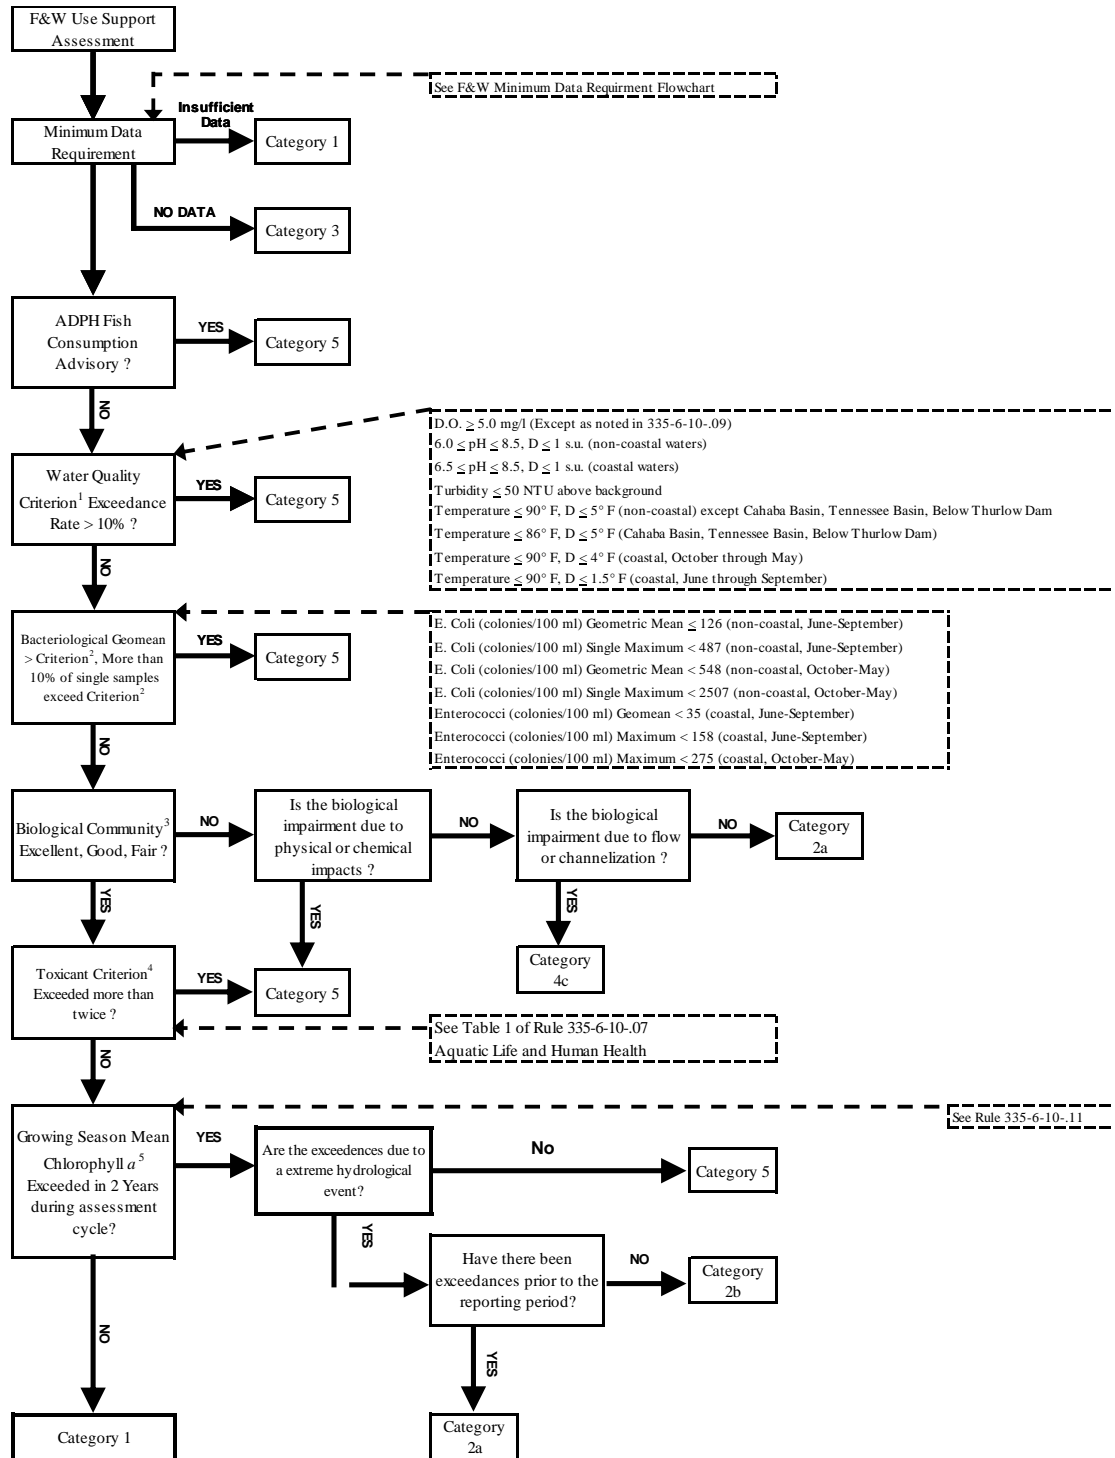 F&W Use Support
Assessment
See F&W Minimum Data Requirment Flowchart
Insufficient
Data
Minimum Data
Requirement
Category 1
NO DATA
Category 3
ADPH Fish
Consumption
Advisory ?
YES
Category 5
NO
D.O. ≥ 5.0 mg/l (Except as noted in 335-6-10-.09)
6.0 ≤ pH ≤ 8.5, D ≤ 1 s.u. (non-coastal waters)
6.5 ≤ pH ≤ 8.5, D ≤ 1 s.u. (coastal waters)
Turbidity ≤ 50 NTU above background
Temperature ≤ 90° F, D ≤ 5° F (non-coastal) except Cahaba Basin, Tennessee Basin, Below Thurlow Dam
Temperature ≤ 86° F, D ≤ 5° F (Cahaba Basin, Tennessee Basin, Below Thurlow Dam)
Temperature ≤ 90° F, D ≤ 4° F (coastal, October through May)
Temperature ≤ 90° F, D ≤ 1.5° F (coastal, June through September)
Water Quality
Criterion¹ Exceedance
Rate > 10% ?
YES
Category 5
NO
E. Coli (colonies/100 ml) Geometric Mean ≤ 126 (non-coastal, June-September)
E. Coli (colonies/100 ml) Single Maximum < 487 (non-coastal, June-September)
E. Coli (colonies/100 ml) Geometric Mean < 548 (non-coastal, October-May)
E. Coli (colonies/100 ml) Single Maximum < 2507 (non-coastal, October-May)
Enterococci (colonies/100 ml) Geomean < 35 (coastal, June-September)
Enterococci (colonies/100 ml) Maximum < 158 (coastal, June-September)
Enterococci (colonies/100 ml) Maximum < 275 (coastal, October-May)
Bacteriological Geomean
> Criterion², More than
10% of single samples
exceed Criterion²
YES
Category 5
NO
Biological Community³
Excellent, Good, Fair ?
NO
Is the biological
impairment due to
physical or chemical
impacts ?
NO
Is the biological
impairment due to flow
or channelization ?
NO
Category
2a
YES
YES
YES
Toxicant Criterion⁴
Exceeded more than
twice ?
YES
Category 5
Category
4c
See Table 1 of Rule 335-6-10-.07
Aquatic Life and Human Health
NO
See Rule 335-6-10-.11
Growing Season Mean
Chlorophyll a⁵
Exceeded in 2 Years
during assessment
cycle?
YES
Are the exceedences due to
a extreme hydrological
event?
No
Category 5
YES
Have there been
exceedances prior to the
reporting period?
NO
Category
2b
NO
YES
Category 1
Category
2a